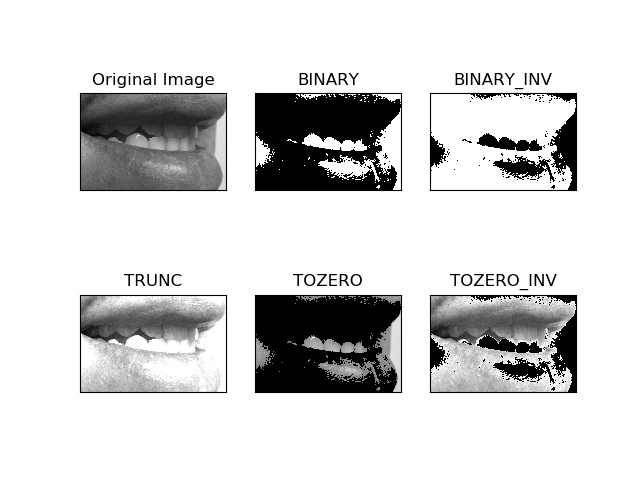 Original Image
BINARY
BINARY_INV
TRUNC
TOZERO
TOZERO_INV